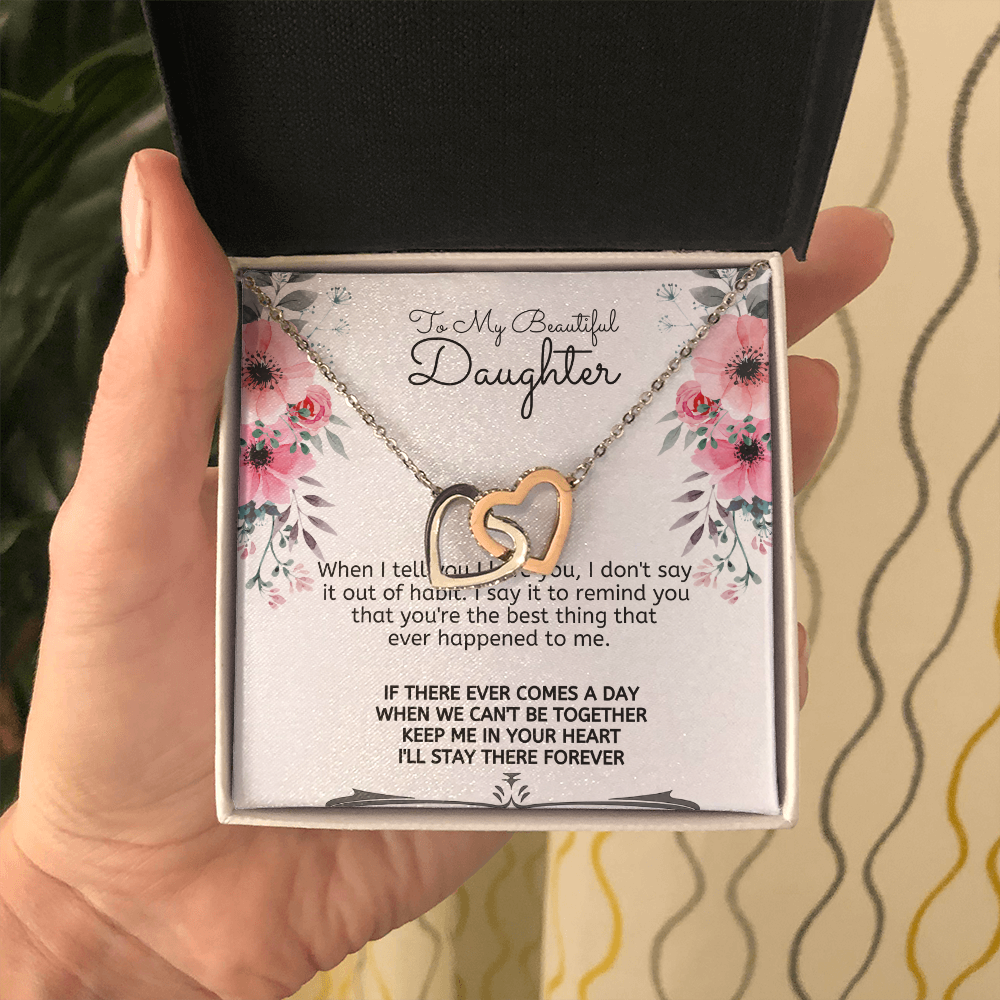 To My Beautiful
Daughter
When I tell you I love you, I don't say
it out of habit. I say it to remind you
that you're the best thing that
ever happened to me.
IF THERE EVER COMES A DAY
WHEN WE CAN'T BE TOGETHER
KEEP ME IN YOUR HEART
I'LL STAY THERE FOREVER